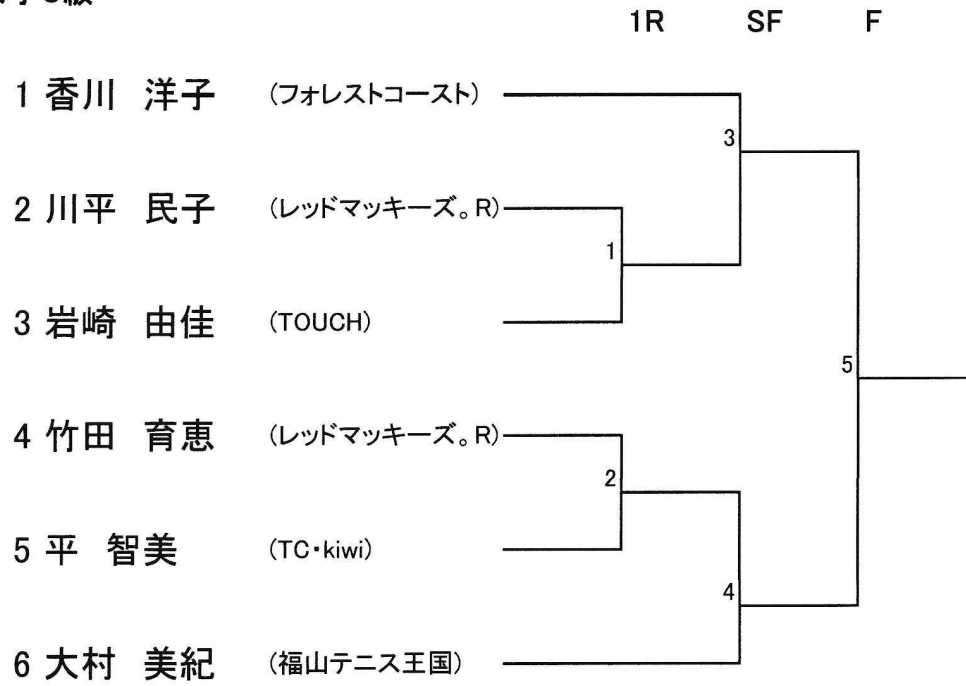 1R SF F
1 香川 洋子 (フォレストコースト)
3
2 川平 民子 (レッドマッキーズ。R)
1
3 岩崎 由佳 (TOUCH)
5
4 竹田 育恵 (レッドマッキーズ。R)
2
5 平 智美 (TC・kiwi)
4
6 大村 美紀 (福山テニス王国)